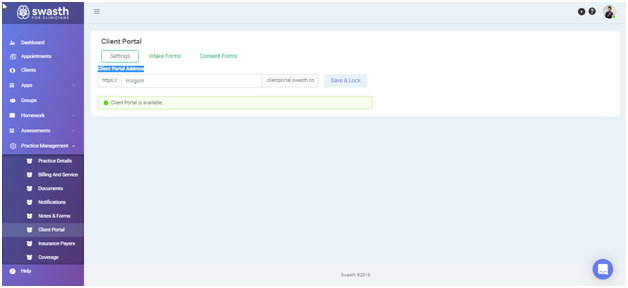 swasth
FOR CLINICIANS
Dashboard
Appointments
Clients
Apps
Groups
Homework
Assessments
Practice Management
Practice Details
Billing And Service
Documents
Notifications
Notes & Forms
Client Portal
Insurance Payers
Coverage
Help
Client Portal
Settings Intake Forms Consent Forms
Client Portal Address
https:// msgsm .clientportal.swasth.co Save & Lock
Client Portal is available.
Swasth ©2019